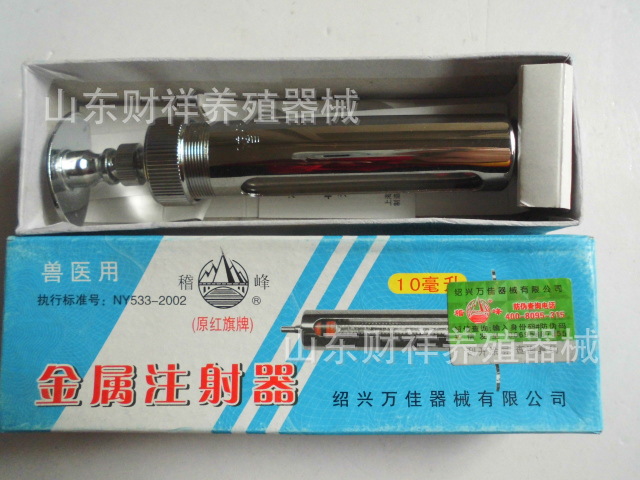 山东财祥养殖器械
兽医用
稽峰
®
执行标准号：NY533-2002
(原红旗牌)
10毫升
绍兴万佳器械有限公司
稽峰
防伪查询电话
400-8095-315
山东财祥养殖器械
金属注射器
绍兴万佳器械有限公司